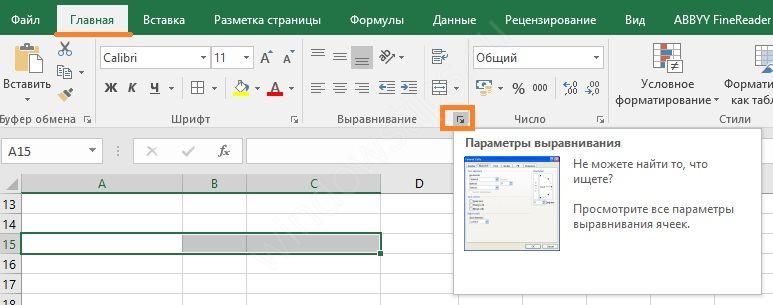 Файл Главная Вставка Разметка страницы Формулы Данные Рецензирование Вид ABBYY FineReader
Calibri 11 Общий
Вставить Ж К Ч % 000 Условное форматирование Форматировать как таблицу
Буфер обмена Шрифт Выравнивание Число Стили
A15 fx
Параметры выравнивания
A B C D
Не можете найти то, что
ищете?
Просмотрите все параметры
выравнивания ячеек.
13
14
15
16
17
18